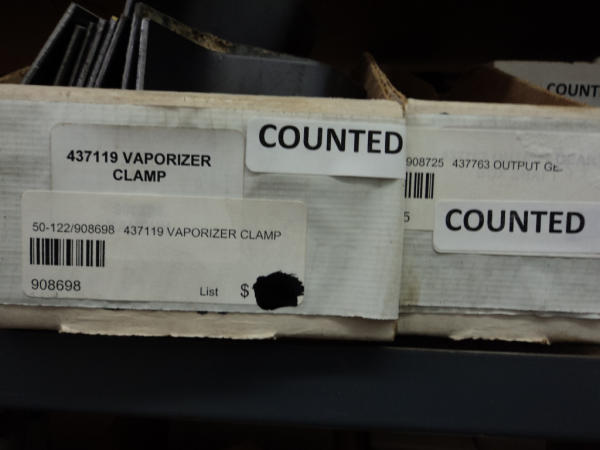 437119 VAPORIZER
CLAMP
COUNTED
50-122/908698 437119 VAPORIZER CLAMP
908698
List $
COUNT
908725 437763 OUTPUT
5
COUNTED